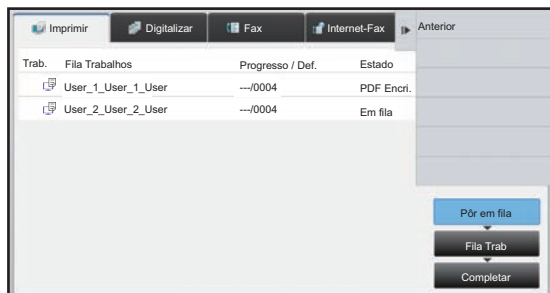 Imprimir Digitalizar Fax Internet-Fax Anterior
Trab. Fila Trabalhos Progresso / Def. Estado
User_1_User_1_User ---/0004 PDF Encri.
User_2_User_2_User ---/0004 Em fila
Pôr em fila
Fila Trab
Completar